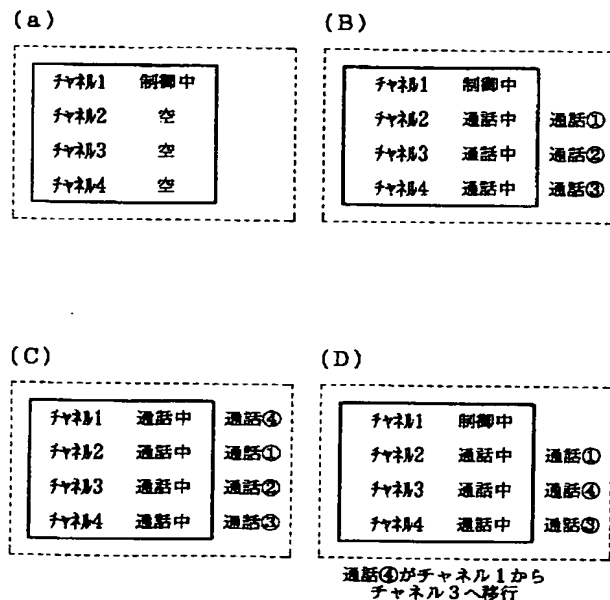 (a)
チャネル1 制御中
チャネル2 空
チャネル3 空
チャネル4 空
(B)
チャネル1 制御中
チャネル2 通話中 通話①
チャネル3 通話中 通話②
チャネル4 通話中 通話③
(C)
チャネル1 通話中 通話④
チャネル2 通話中 通話①
チャネル3 通話中 通話②
チャネル4 通話中 通話③
(D)
チャネル1 制御中
チャネル2 通話中 通話①
チャネル3 通話中 通話④
チャネル4 通話中 通話③
通話④がチャネル1から
チャネル3へ移行